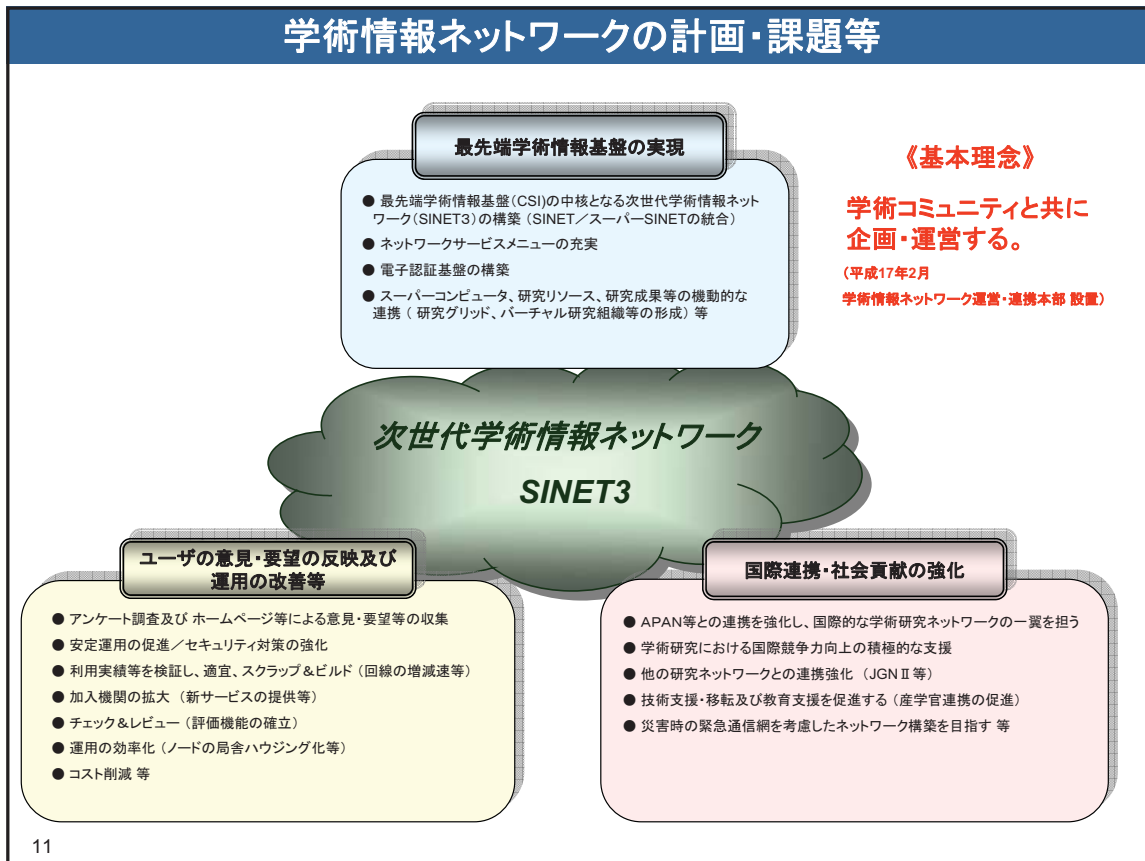 学術情報ネットワークの計画・課題等
最先端学術情報基盤の実現
● 最先端学術情報基盤(CSI)の中核となる次世代学術情報ネット
ワーク(SINET3)の構築 (SINET/スーパーSINETの統合)
● ネットワークサービスメニューの充実
● 電子認証基盤の構築
● スーパーコンピュータ、研究リソース、研究成果等の機動的な
連携 ( 研究グリッド、バーチャル研究組織等の形成) 等
《基本理念》
学術コミュニティと共に
企画・運営する。
(平成17年2月
学術情報ネットワーク運営・連携本部 設置)
次世代学術情報ネットワーク
SINET3
ユーザの意見・要望の反映及び
運用の改善等
● アンケート調査及び ホームページ等による意見・要望等の収集
● 安定運用の促進/セキュリティ対策の強化
● 利用実績等を検証し、適宜、スクラップ&ビルド (回線の増減速等)
● 加入機関の拡大 (新サービスの提供等)
● チェック&レビュー (評価機能の確立)
● 運用の効率化 (ノードの局舎ハウジング化等)
● コスト削減 等
国際連携・社会貢献の強化
● APAN等との連携を強化し、国際的な学術研究ネットワークの一翼を担う
● 学術研究における国際競争力向上の積極的な支援
● 他の研究ネットワークとの連携強化 (JGNⅡ等)
● 技術支援・移転及び教育支援を促進する (産学官連携の促進)
● 災害時の緊急通信網を考慮したネットワーク構築を目指す 等
11